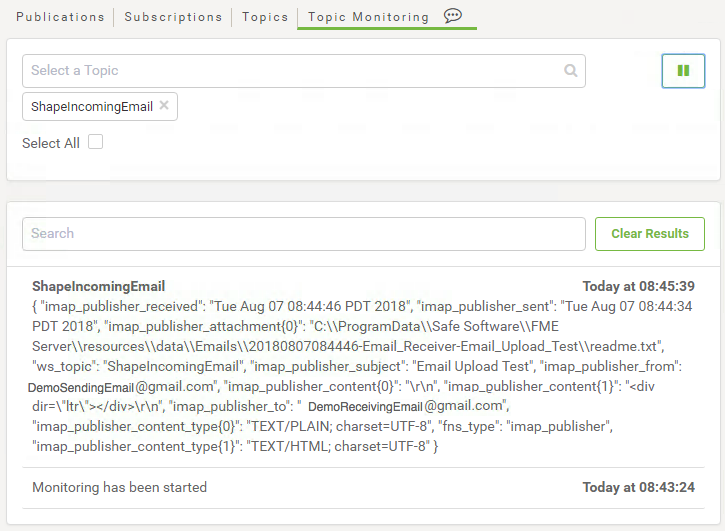 Publications Subscriptions Topics Topic Monitoring
Select a Topic
ShapeIncomingEmail ×
Select All
Search Clear Results
ShapeIncomingEmail Today at 08:45:39
{ "imap_publisher_received": "Tue Aug 07 08:44:46 PDT 2018", "imap_publisher_sent": "Tue Aug 07 08:44:34
PDT 2018", "imap_publisher_attachment{0}": "C:\\ProgramData\\Safe Software\\FME
Server\\resources\\data\\Emails\\20180807084446-Email_Receiver-Email_Upload_Test\\readme.txt",
"ws_topic": "ShapeIncomingEmail", "imap_publisher_subject": "Email Upload Test", "imap_publisher_from":
DemoSendingEmail@gmail.com", "imap_publisher_content{0}": "\r\n", "imap_publisher_content{1}": "<div
dir=\"ltr\"></div>\r\n", "imap_publisher_to": " DemoReceivingEmail@gmail.com",
"imap_publisher_content_type{0}": "TEXT/PLAIN; charset=UTF-8", "fns_type": "imap_publisher",
"imap_publisher_content_type{1}": "TEXT/HTML; charset=UTF-8" }
Monitoring has been started Today at 08:43:24